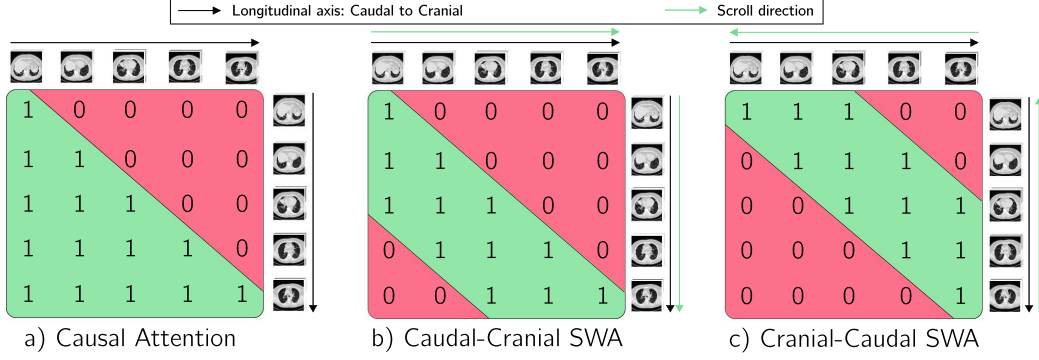 Longitudinal axis: Caudal to Cranial Scroll direction
1 0 0 0 0
1 1 0 0 0
1 1 1 0 0
1 1 1 1 0
1 1 1 1 1
a) Causal Attention
1 0 0 0 0
1 1 0 0 0
1 1 1 0 0
0 1 1 1 0
0 0 1 1 1
b) Caudal-Cranial SWA
1 1 1 0 0
0 1 1 1 0
0 0 1 1 1
0 0 0 1 1
0 0 0 0 1
c) Cranial-Caudal SWA